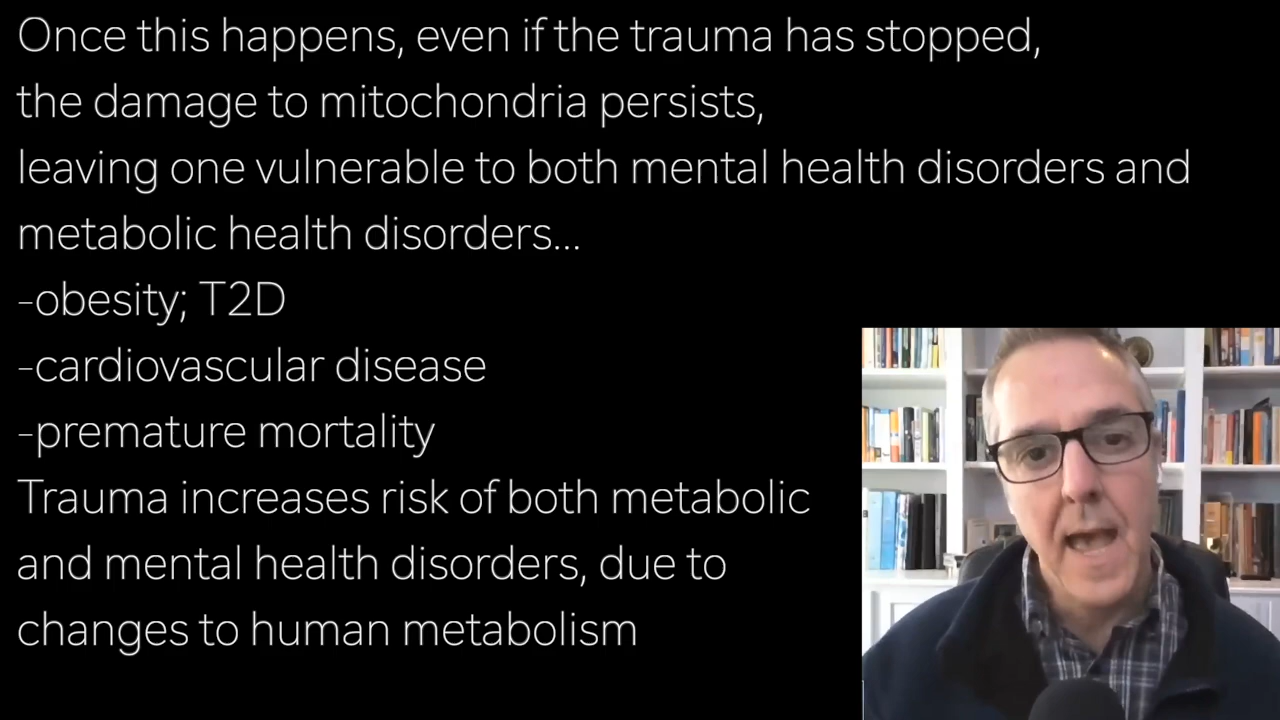 Once this happens, even if the trauma has stopped,
the damage to mitochondria persists,
leaving one vulnerable to both mental health disorders and
metabolic health disorders...
-obesity; T2D
-cardiovascular disease
-premature mortality
Trauma increases risk of both metabolic
and mental health disorders, due to
changes to human metabolism